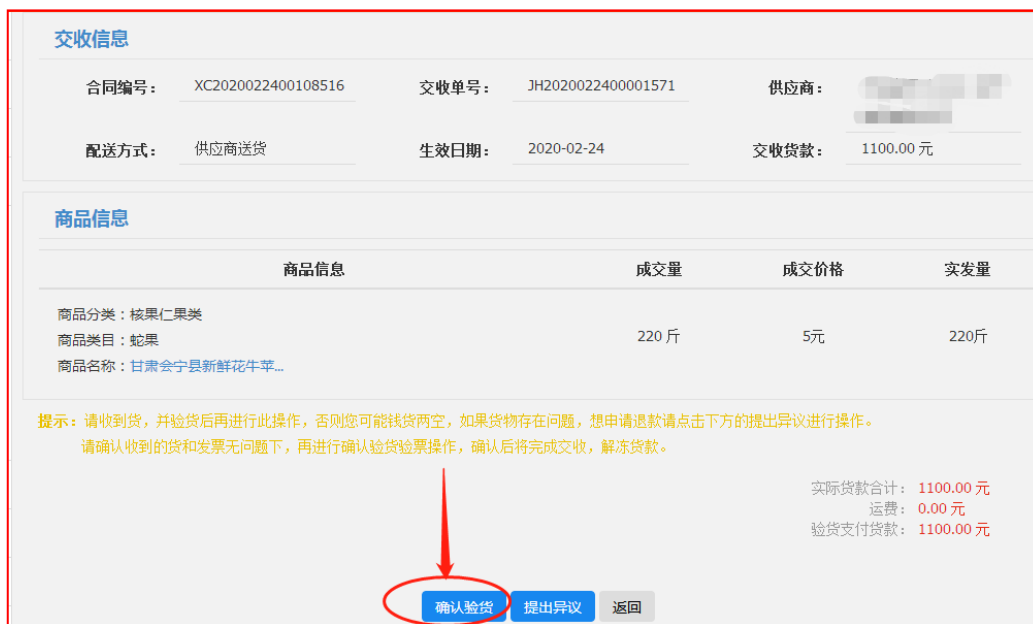 交收信息
合同编号： XC2020022400108516 交收单号： JH2020022400001571 供应商：
配送方式： 供应商送货 生效日期： 2020-02-24 交收货款： 1100.00 元
商品信息
商品信息 成交量 成交价格 实发量
商品分类：核果仁果类
商品类目：蛇果 220 斤 5元 220斤
商品名称：甘肃会宁县新鲜花牛苹...
提示：请收到货，并验货后再进行此操作，否则您可能钱货两空，如果货物存在问题，想申请退款请点击下方的提出异议进行操作。
请确认收到的货和发票无问题下，再进行确认验货验票操作，确认后将完成交收，解冻货款。
实际货款合计： 1100.00 元
运费： 0.00 元
验货支付货款： 1100.00 元
确认验货 提出异议 返回